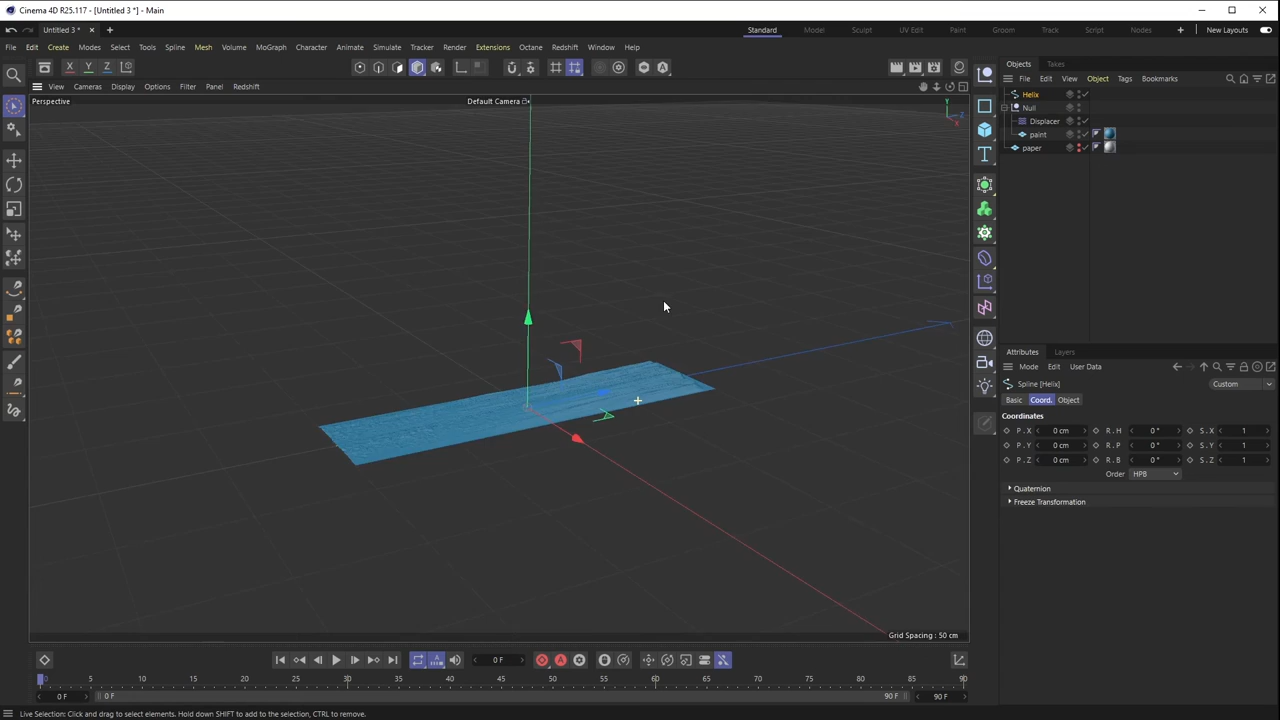 Cinema 4D R25.117 - [Untitled 3 *] - Main
Untitled 3 *
Standard Model Sculpt UV Edit Paint Groom Track Script Nodes New Layouts
File Edit Create Modes Select Tools Spline Mesh Volume MoGraph Character Animate Simulate Tracker Render Extensions Octane Redshift Window Help
X Y Z
Objects Takes
File Edit View Object Tags Bookmarks
View Cameras Display Options Filter Panel Redshift
Perspective
Default Camera
Y
Z
X
Helix
Null
Displacer
paint
paper
Attributes Layers
Mode Edit User Data
Spline [Helix]
Custom
Basic Coord. Object
Coordinates
P . X 0 cm R . H 0 ° S . X 1
P . Y 0 cm R . P 0 ° S . Y 1
P . Z 0 cm R . B 0 ° S . Z 1
Order HPB
Quaternion
Freeze Transformation
Grid Spacing : 50 cm
0 F
0 5 10 15 20 25 30 35 40 45 50 55 60 65 70 75 80 85 90
0 F 0 F 90 F 90 F
Live Selection: Click and drag to select elements. Hold down SHIFT to add to the selection, CTRL to remove.